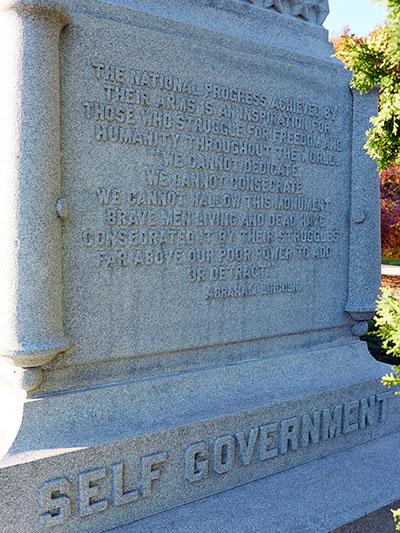 THE NATIONAL PROGRESS ACHIEVED BY
THEIR ARMS IS AN INSPIRATION FOR
THOSE WHO STRUGGLE FOR FREEDOM AND
HUMANITY THROUGHOUT THE WORLD.
"WE CANNOT DEDICATE,
WE CANNOT CONSECRATE
WE CANNOT HALLOW THIS MONUMENT
BRAVE MEN LIVING AND DEAD HAVE
CONSECRATED IT BY THEIR STRUGGLES
FAR ABOVE OUR POOR POWER TO ADD
OR DETRACT."
ABRAHAM LINCOLN.
SELF GOVERNMENT